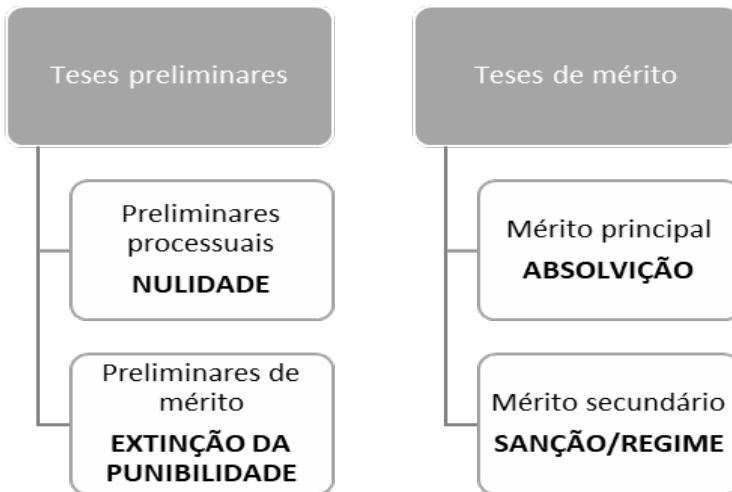 Teses preliminares
Preliminares
processuais
NULIDADE
Preliminares de
mérito
EXTINÇÃO DA
PUNIBILIDADE
Teses de mérito
Mérito principal
ABSOLVIÇÃO
Mérito secundário
SANÇÃO/REGIME